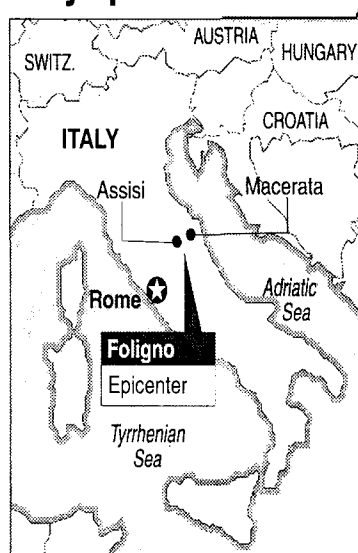 AUSTRIA
SWITZ.
HUNGARY
CROATIA
ITALY
Assisi
Macerata
Rome
Adriatic
Sea
Foligno
Epicenter
Tyrrhenian
Sea